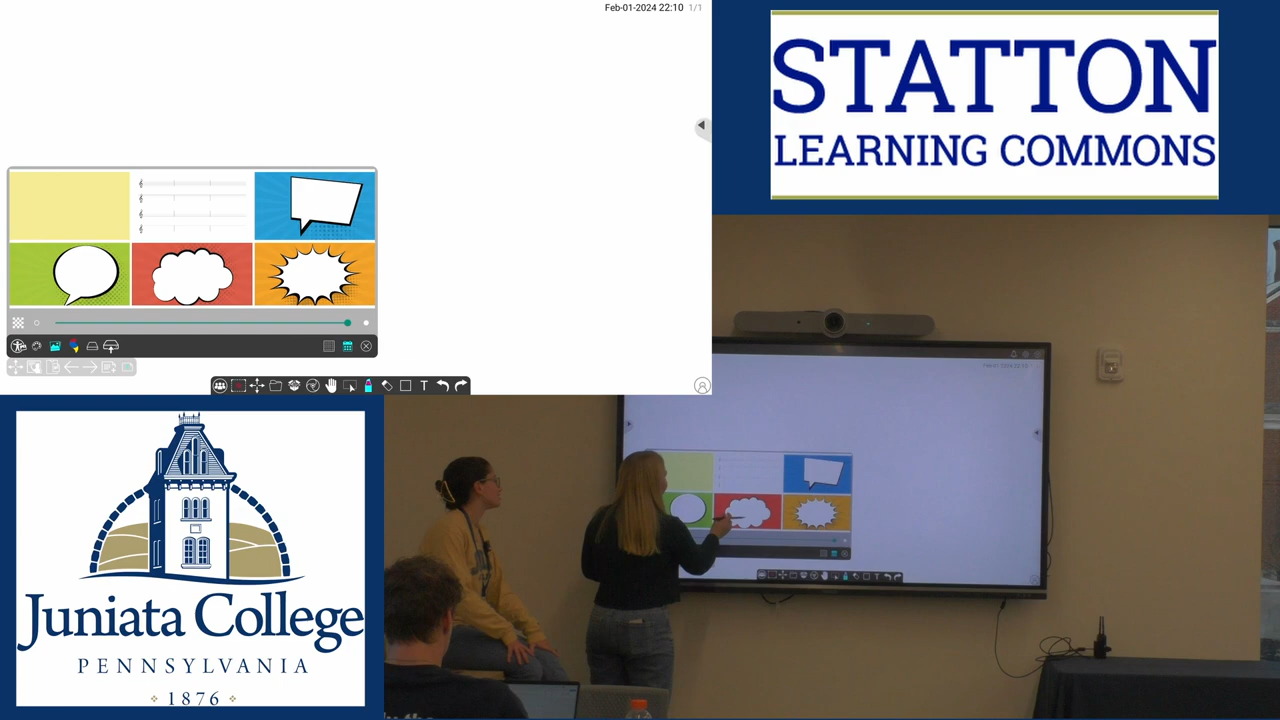 Feb-01-2024 22:10 1/1
STATTON
LEARNING COMMONS
T
Juniata College
PENNSYLVANIA
1876